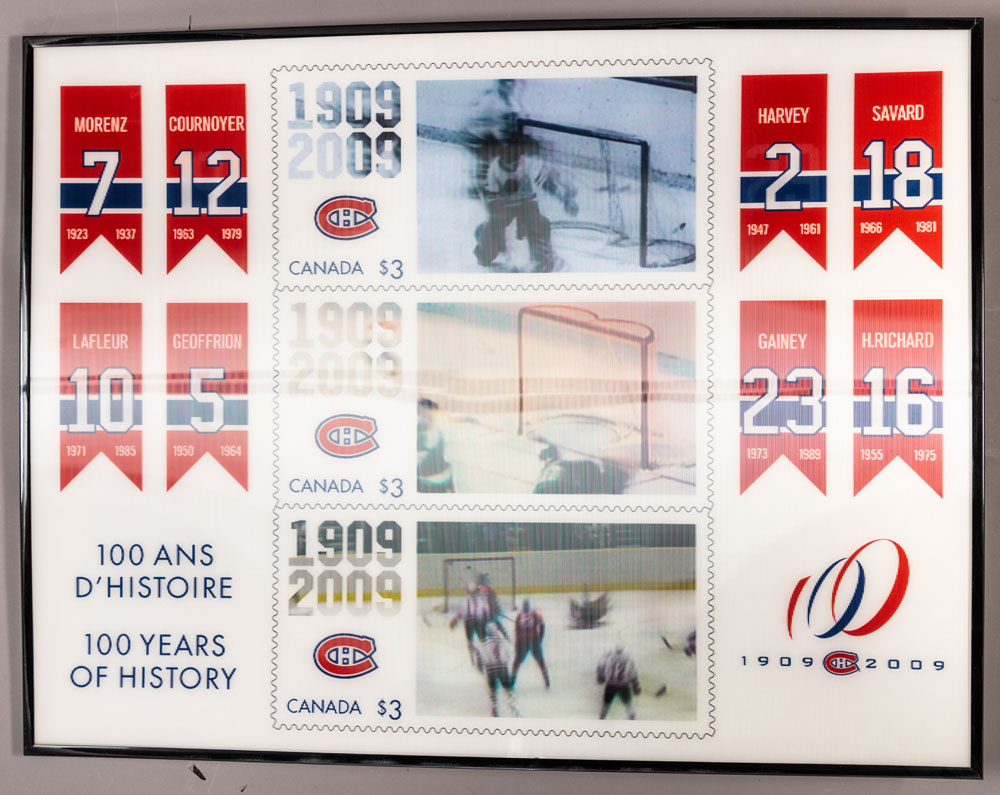 MORENZ
7
1923 1937
COURNOYER
12
1963 1979
LAFLEUR
10
1971 1985
GEOFFRION
5
1950 1964
100 ANS
D'HISTOIRE
100 YEARS
OF HISTORY
1909
2009
CANADA $3
1909
2009
CANADA $3
1909
2009
CANADA $3
HARVEY
2
1947 1961
SAVARD
18
1966 1981
GAINEY
23
1973 1989
H.RICHARD
16
1955 1975
100
1909 CH 2009